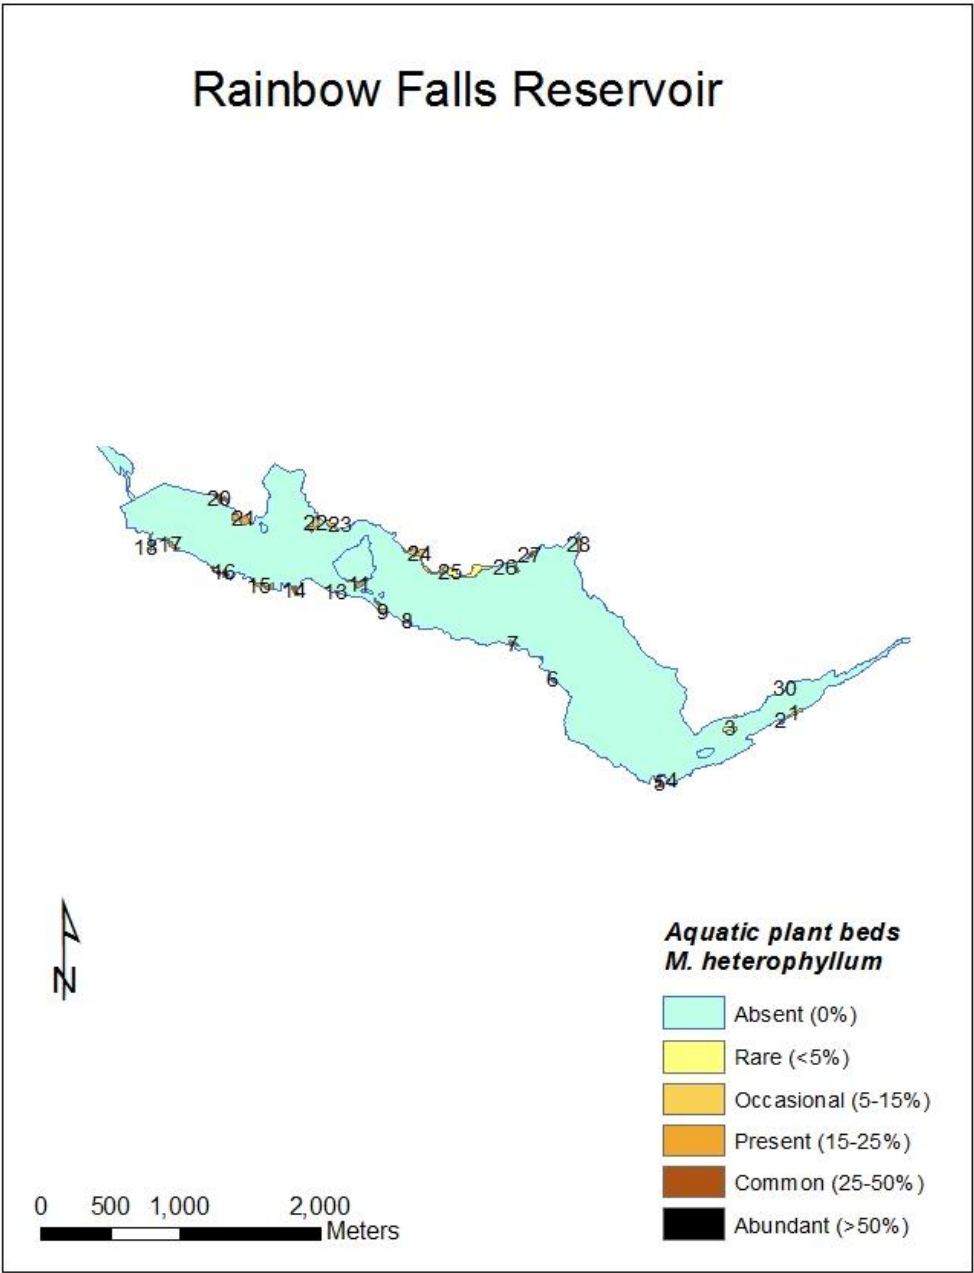 Rainbow Falls Reservoir
20
21
22 23
18 17
24
28
27
16
25
26
15 14
13 11
9
8
7
6
30
1
2
3
54
N
Aquatic plant beds
M. heterophyllum
Absent (0%)
Rare (<5%)
Occasional (5-15%)
Present (15-25%)
Common (25-50%)
Abundant (>50%)
0 500 1,000 2,000
Meters